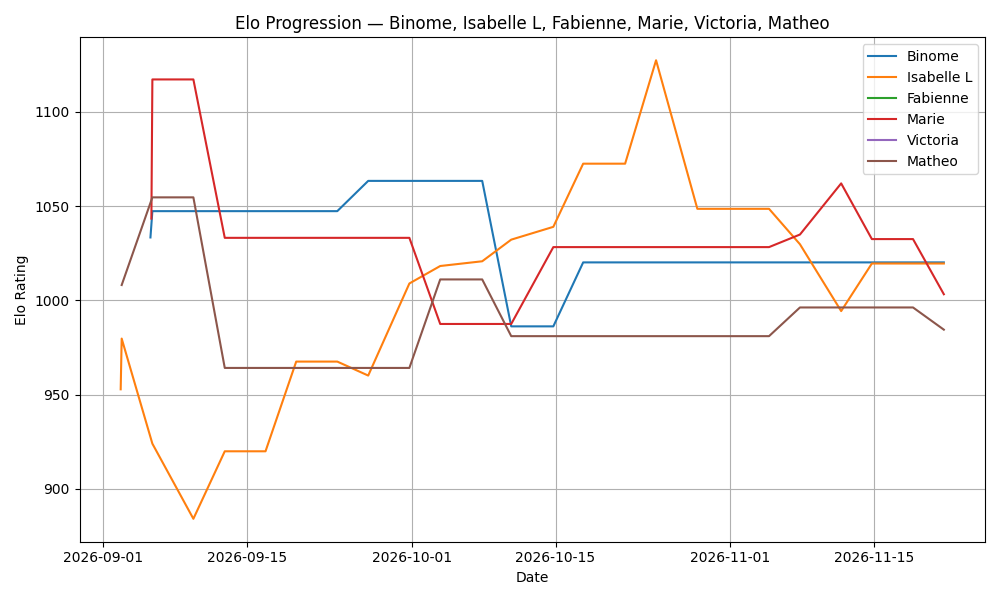 Elo Progression — Binome, Isabelle L, Fabienne, Marie, Victoria, Matheo
Binome
Isabelle L
Fabienne
Marie
Victoria
Matheo
Elo Rating
1100
1050
1000
950
900
2026-09-01 2026-09-15 2026-10-01 2026-10-15 2026-11-01 2026-11-15
Date